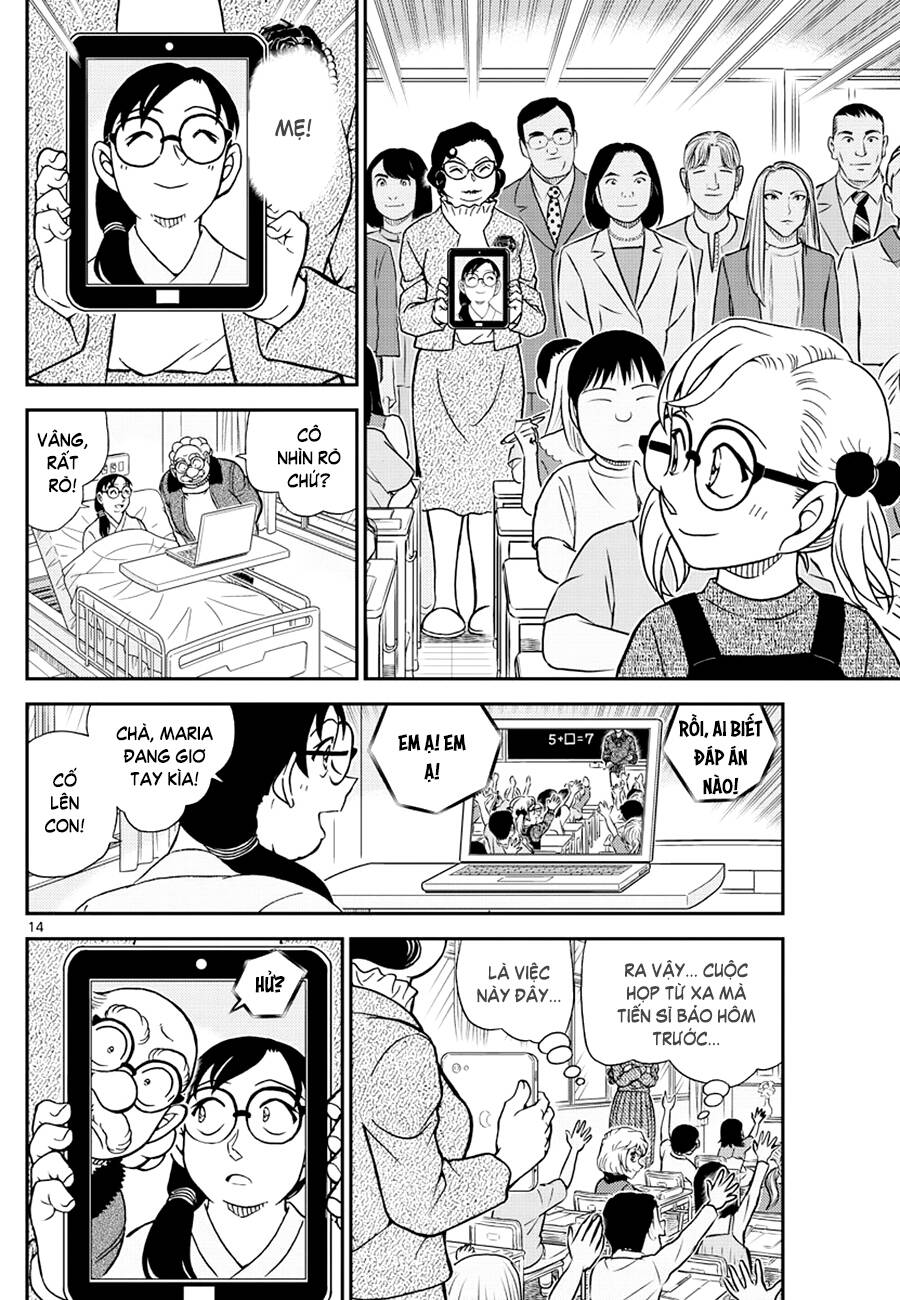 MẸ!
CÔ
NHÌN RÕ
CHỨ?
VÂNG,
RẤT
RÕ!
RỒI, AI BIẾT
ĐÁP ÁN
NÀO!
5+□=7
EM Ạ! EM
Ạ!
CHÀ, MARIA
ĐANG GIƠ
TAY KÌA!
CỐ
LÊN
CON!
14
RA VẬY... CUỘC
HỌP TỪ XA MÀ
TIẾN SĨ BẢO HÔM
TRƯỚC...
LÀ VIỆC
NÀY ĐÂY...
HỬ?